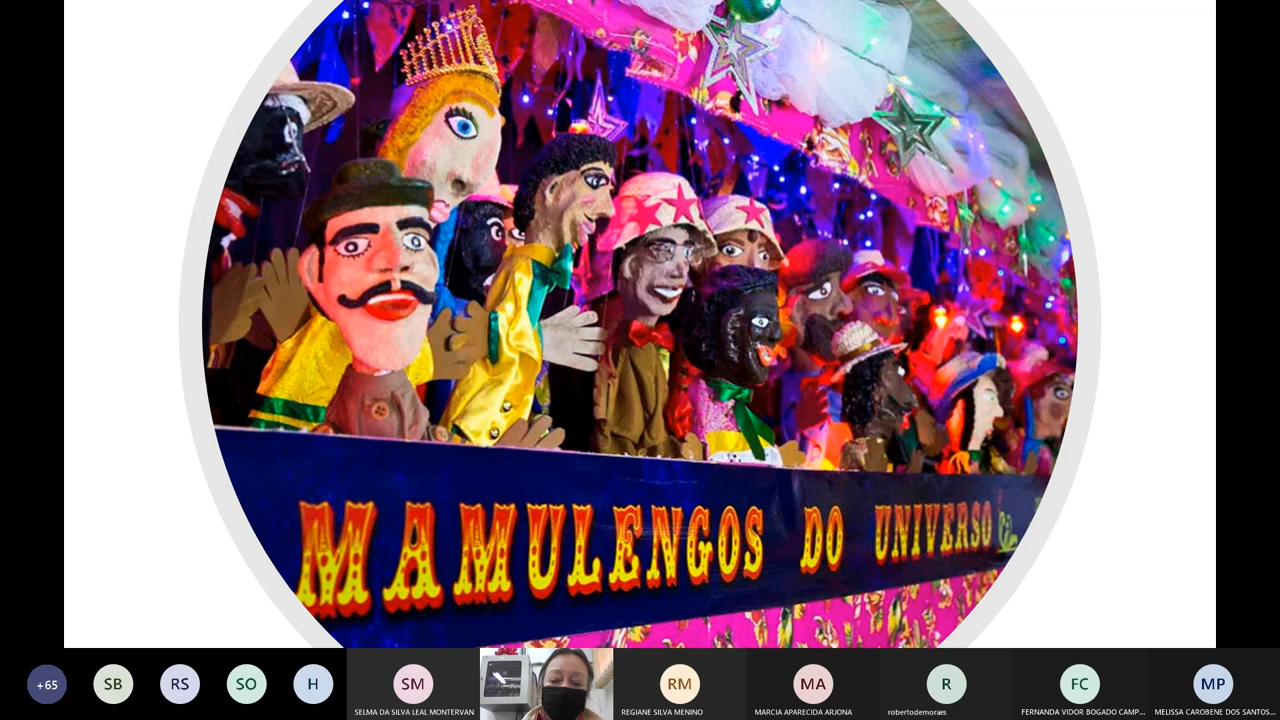 MAMULENGOS DO UNIVERSO
+65
SB
RS
SO
H
SM
SELMA DA SILVA LEAL MONTERVAN
RM
REGIANE SILVA MENINO
MA
MARCIA APARECIDA ARJONA
R
robertodemoraes
FC
FERNANDA VIDOR BOGADO CAMP...
MP
MELISSA CAROBENE DOS SANTOS...